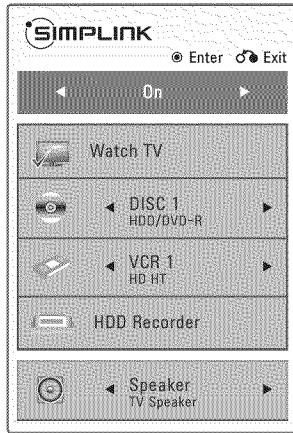 SIMPLINK
Enter Exit
On
Watch TV
DISC 1
HDD/DVD-R
VCR 1
HD HT
HDD Recorder
Speaker
TV Speaker